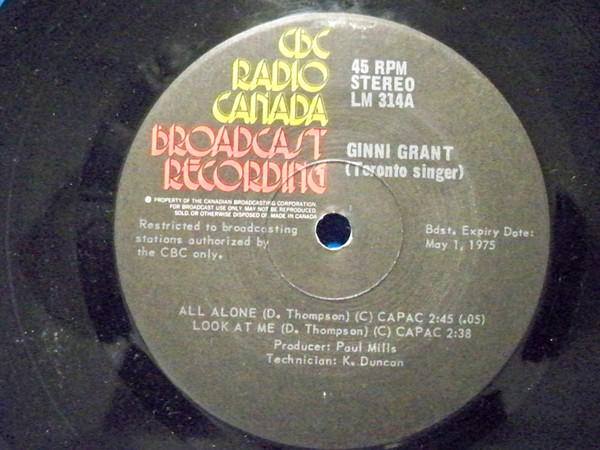 CBC
RADIO
CANADA
BROADCAST
RECORDING
45 RPM
STEREO
LM 314A
GINNI GRANT
(Toronto singer)
PROPERTY OF THE CANADIAN BROADCASTING CORPORATION.
FOR BROADCAST USE ONLY. MAY NOT BE REPRODUCED.
SOLD, OR OTHERWISE DISPOSED OF. MADE IN CANADA
Restricted to broadcasting
stations authorized by
the CBC only.
Bdst. Expiry Date:
May 1, 1975
ALL ALONE (D. Thompson) (C) CAPAC 2:45 (.05)
LOOK AT ME (D. Thompson) (C) CAPAC 2:38
Producer: Paul Mills
Technician: K. Duncan